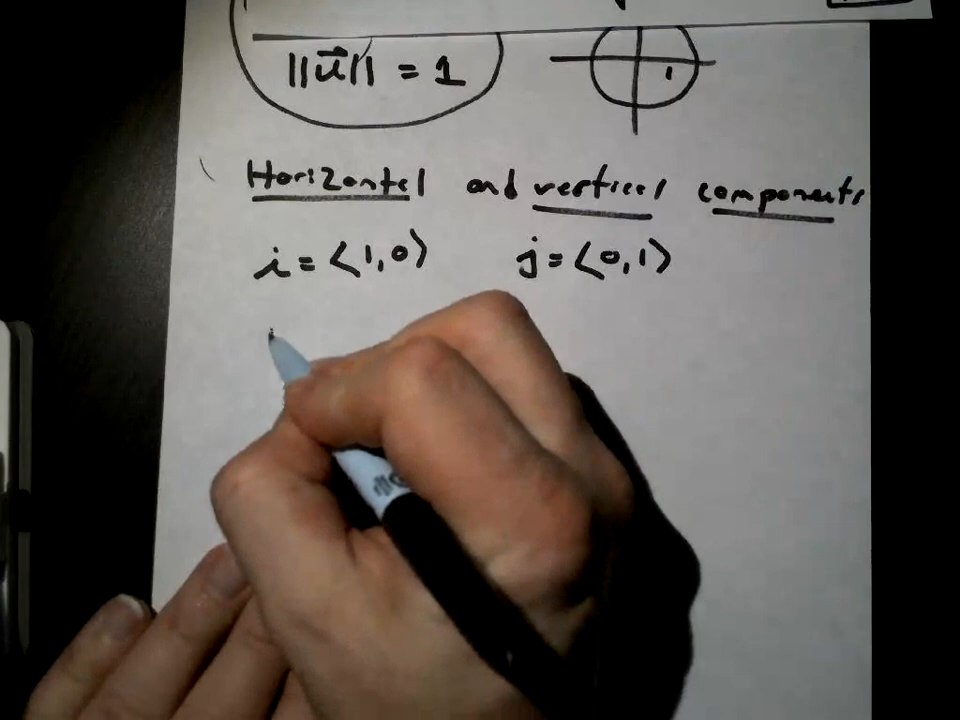 ||u⃗|| = 1
1
Horizontal and vertical components
i = ⟨1,0⟩ j = ⟨0,1⟩